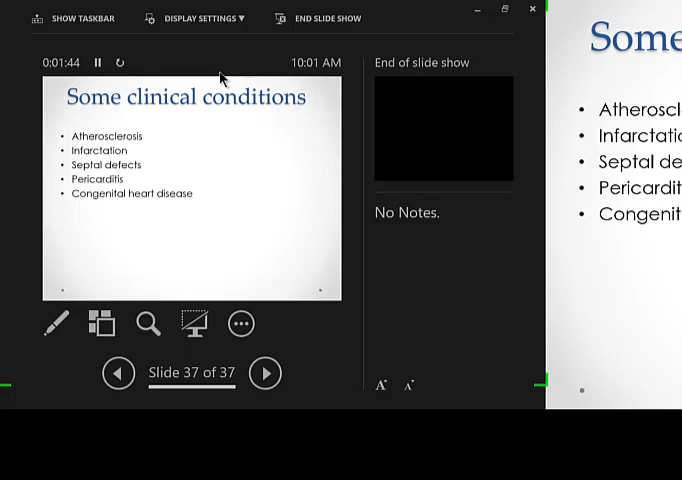 SHOW TASKBAR
DISPLAY SETTINGS ▼
END SLIDE SHOW
0:01:44
10:01 AM
Some clinical conditions
• Atherosclerosis
• Infarctation
• Septal defects
• Pericarditis
• Congenital heart disease
Slide 37 of 37
End of slide show
No Notes.
A A
Some
• Atheroscl
• Infarctatio
• Septal de
• Pericardit
• Congenit